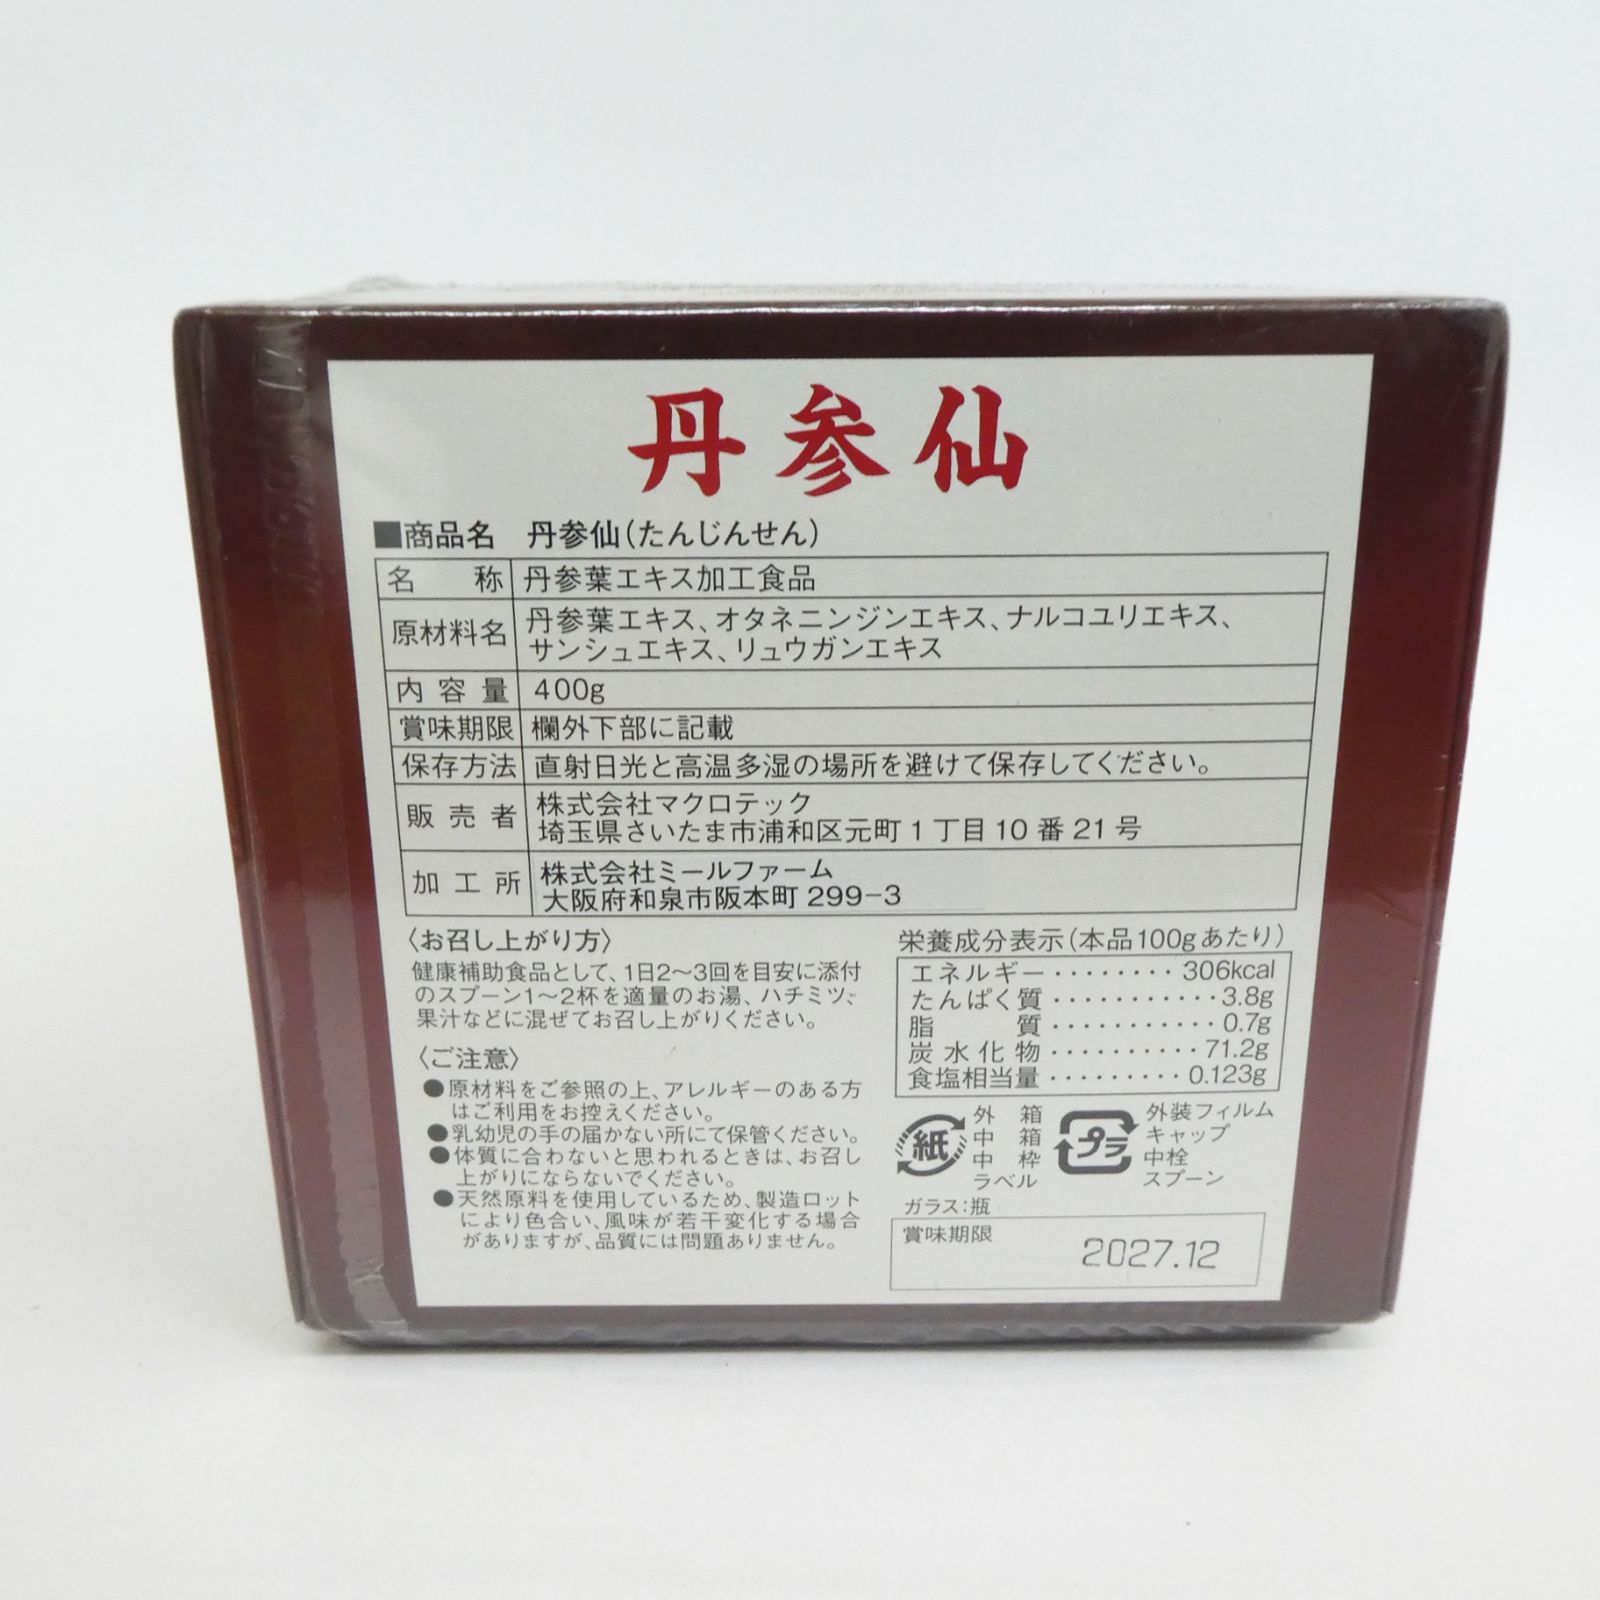 丹参仙
■商品名 丹参仙(たんじんせん)
名称 丹参葉エキス加工食品
原材料名 丹参葉エキス、オタネニンジンエキス、ナルコユリエキス、
サンシュエキス、リュウガンエキス
内容量 400g
賞味期限 欄外下部に記載
保存方法 直射日光と高温多湿の場所を避けて保存してください。
販売者 株式会社マクロテック
埼玉県さいたま市浦和区元町1丁目10番21号
加工所 株式会社ミールファーム
大阪府和泉市阪本町299-3
〈お召し上がり方〉
健康補助食品として、1日2〜3回を目安に添付
のスプーン1〜2杯を適量のお湯、ハチミツ、
果汁などに混ぜてお召し上がりください。
〈ご注意〉
●原材料をご参照の上、アレルギーのある方
はご利用をお控えください。
●乳幼児の手の届かない所にて保管ください。
●体質に合わないと思われるときは、お召し
上がりにならないでください。
●天然原料を使用しているため、製造ロット
により色合い、風味が若干変化する場合
がありますが、品質には問題ありません。
栄養成分表示(本品100gあたり)
エネルギー・・・・・・・・306kcal
たんぱく質・・・・・・・・・・・3.8g
脂質・・・・・・・・・・・0.7g
炭水化物・・・・・・・・・・71.2g
食塩相当量・・・・・・・・・0.123g
紙
外箱
中箱
中枠
ラベル
プラ
外装フィルム
キャップ
中栓
スプーン
ガラス:瓶
賞味期限
2027.12